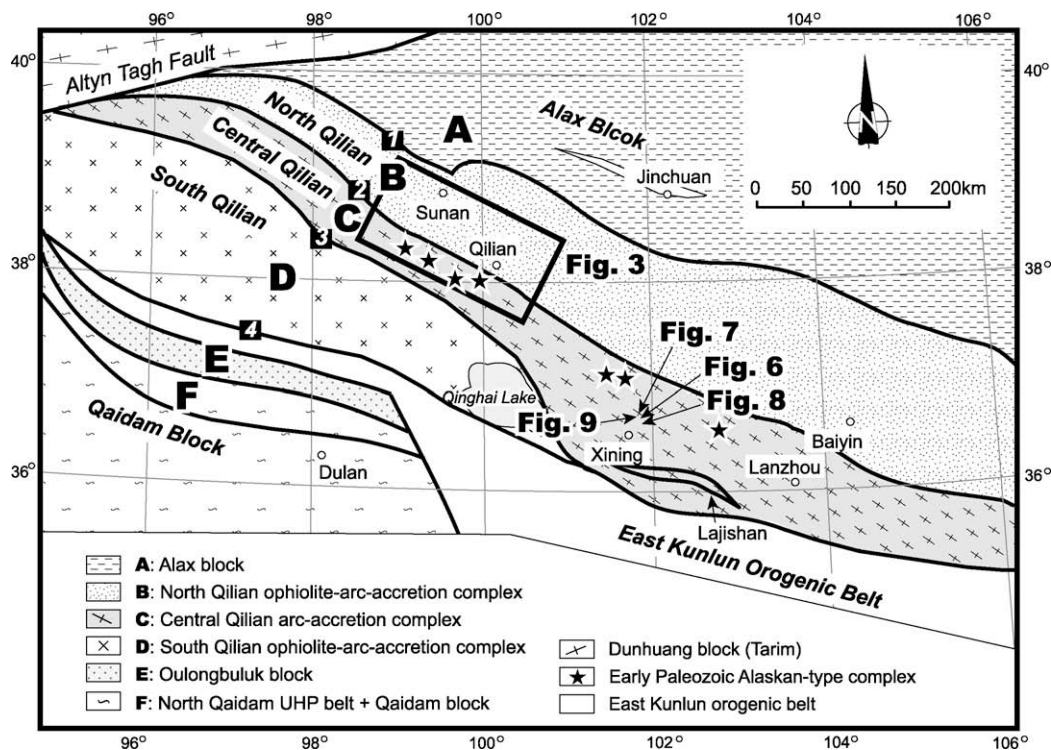 96° 98° 100° 102° 104° 106°
40° 40°
Altyn Tagh Fault
North Qilian
A
Alax Blcok
Central Qilian
1
B
Jinchuan
0 50 100 120 200km
South Qilian
2
Sunan
C
3
Qilian
Fig. 3
38° 38°
D
4
Fig. 7
E
Fig. 6
F
Qinghai Lake
Fig. 8
Qaidam Block
Fig. 9
Baiyin
Xining
Lanzhou
Dulan
36° 36°
Lajishan
East Kunlun Orogenic Belt
A: Alax block
B: North Qilian ophiolite-arc-accretion complex
C: Central Qilian arc-accretion complex
D: South Qilian ophiolite-arc-accretion complex
E: Oulongbuluk block
F: North Qaidam UHP belt + Qaidam block
Dunhuang block (Tarim)
Early Paleozoic Alaskan-type complex
East Kunlun orogenic belt
96° 98° 100° 102° 104° 106°